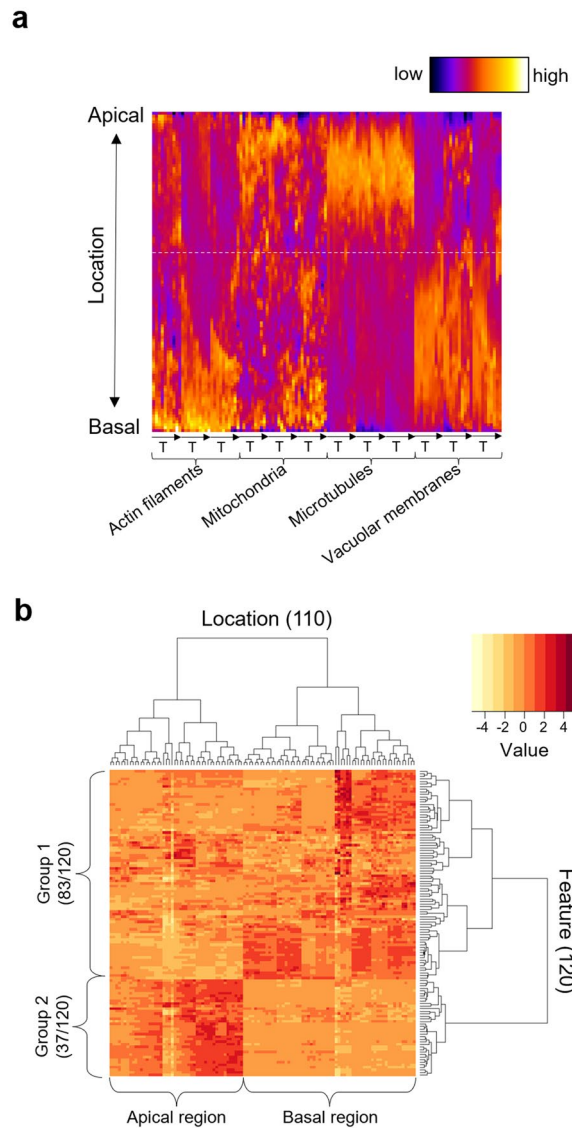 a
low
high
Apical
Location
Basal
T T T T T T T T T T T T
Actin filaments
Mitochondria
Microtubules
Vacuolar membranes
b
Location (110)
-4 -2 0 2 4
Value
Group 1
(83/120)
Group 2
(37/120)
Feature (120)
Apical region
Basal region